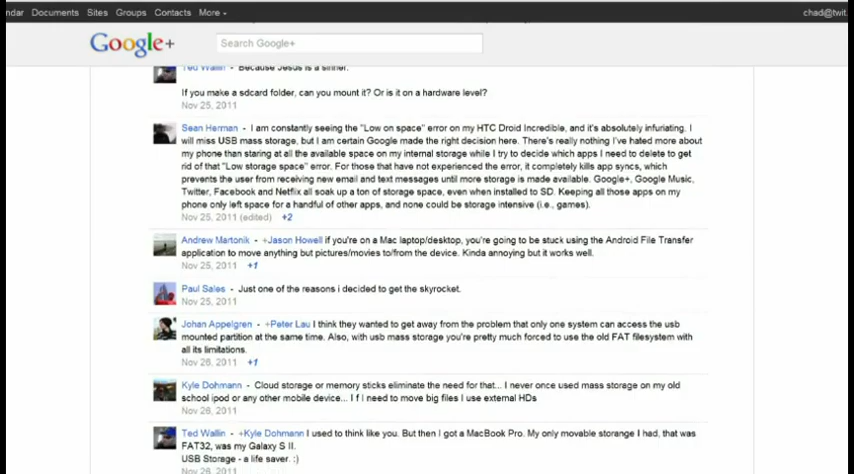 ndar Documents Sites Groups Contacts More chad@twit.
Google+ Search Google+
Ted Wallin - Because Jesus is a sinner.
If you make a sdcard folder, can you mount it? Or is it on a hardware level?
Nov 25, 2011
Sean Herman - I am constantly seeing the "Low on space" error on my HTC Droid Incredible, and it's absolutely infuriating. I
will miss USB mass storage, but I am certain Google made the right decision here. There's really nothing I've hated more about
my phone than staring at all the available space on my internal storage while I try to decide which apps I need to delete to get
rid of that "Low storage space" error. For those that have not experienced the error, it completely kills app syncs, which
prevents the user from receiving new email and text messages until more storage is made available. Google+, Google Music,
Twitter, Facebook and Netflix all soak up a ton of storage space, even when installed to SD. Keeping all those apps on my
phone only left space for a handful of other apps, and none could be storage intensive (i.e., games).
Nov 25, 2011 (edited) +2
Andrew Martonik - +Jason Howell if you're on a Mac laptop/desktop, you're going to be stuck using the Android File Transfer
application to move anything but pictures/movies to/from the device. Kinda annoying but it works well.
Nov 25, 2011 +1
Paul Sales - Just one of the reasons i decided to get the skyrocket.
Nov 25, 2011
Johan Appelgren - +Peter Lau I think they wanted to get away from the problem that only one system can access the usb
mounted partition at the same time. Also, with usb mass storage you're pretty much forced to use the old FAT filesystem with
all its limitations.
Nov 26, 2011 +1
Kyle Dohmann - Cloud storage or memory sticks eliminate the need for that... I never once used mass storage on my old
school ipod or any other mobile device... I f I need to move big files I use external HDs
Nov 26, 2011
Ted Wallin - +Kyle Dohmann I used to think like you. But then I got a MacBook Pro. My only movable storange I had, that was
FAT32, was my Galaxy S II.
USB Storage - a life saver. :)
Nov 26, 2011